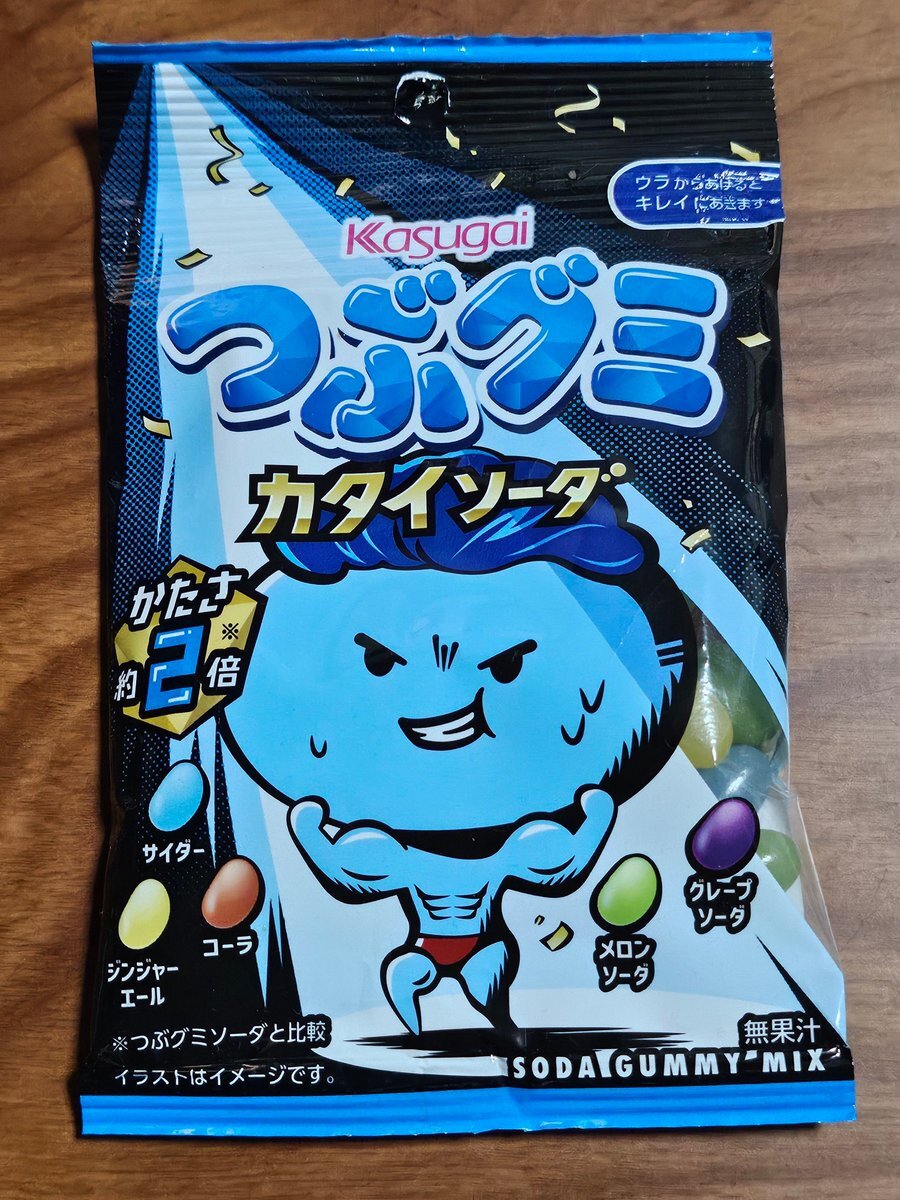 ウラからあけると
キレイにあきます
Kasugai
つぶグミ
カタイソーダ
かたさ
約2倍※
サイダー
ジンジャー
エール
コーラ
メロン
ソーダ
グレープ
ソーダ
※つぶグミソーダと比較
イラストはイメージです。
無果汁
SODA GUMMY MIX